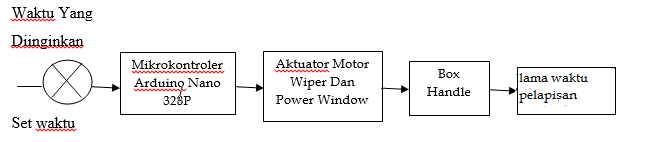 Waktu Yang
Diinginkan
Set waktu
Mikrokontroler
Arduino Nano
328P
Aktuator Motor
Wiper Dan
Power Window
Box
Handle
lama waktu
pelapisan